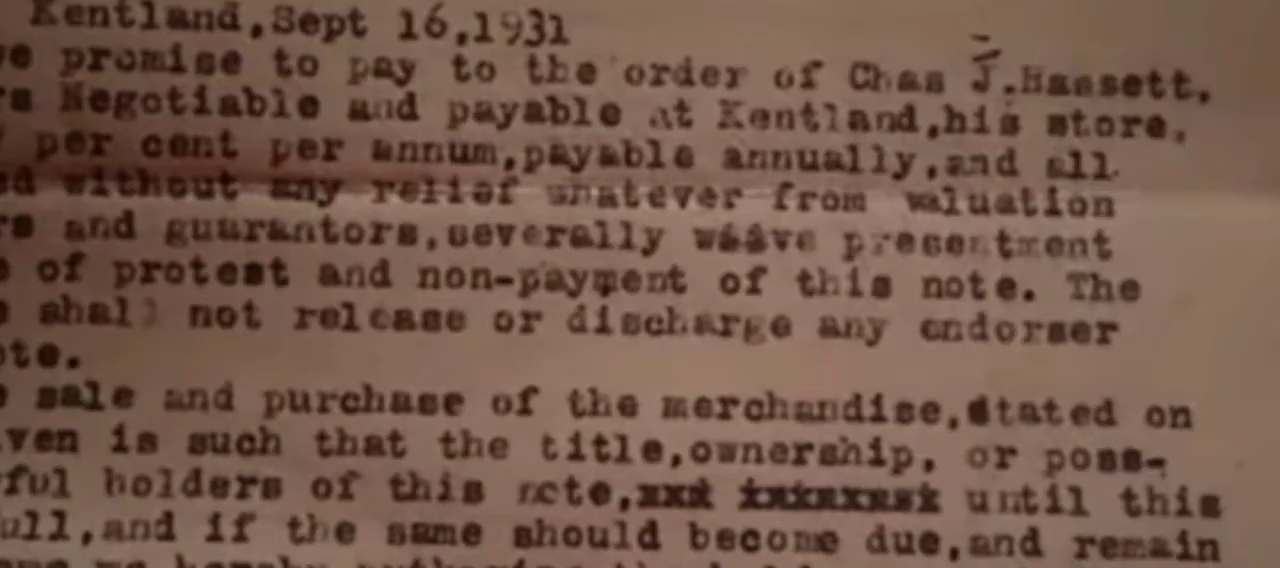 Kentland,Sept 16,1931
promise to pay to the order of Chas J.Hassett.
Negotiable and payable at Kentland,his store.
per cent per annum,payable annually,and all
without any relief whatever from valuation
and guarantors,severally presentment
of protest and non-payment of this note. The
shall not release or discharge any endorser
ote.
sale and purchase of the merchandise,stated on
ven is such that the title,ownership, or poss-
ful holders of this note, until this
ull,and if the same should become due,and remain
we hereby